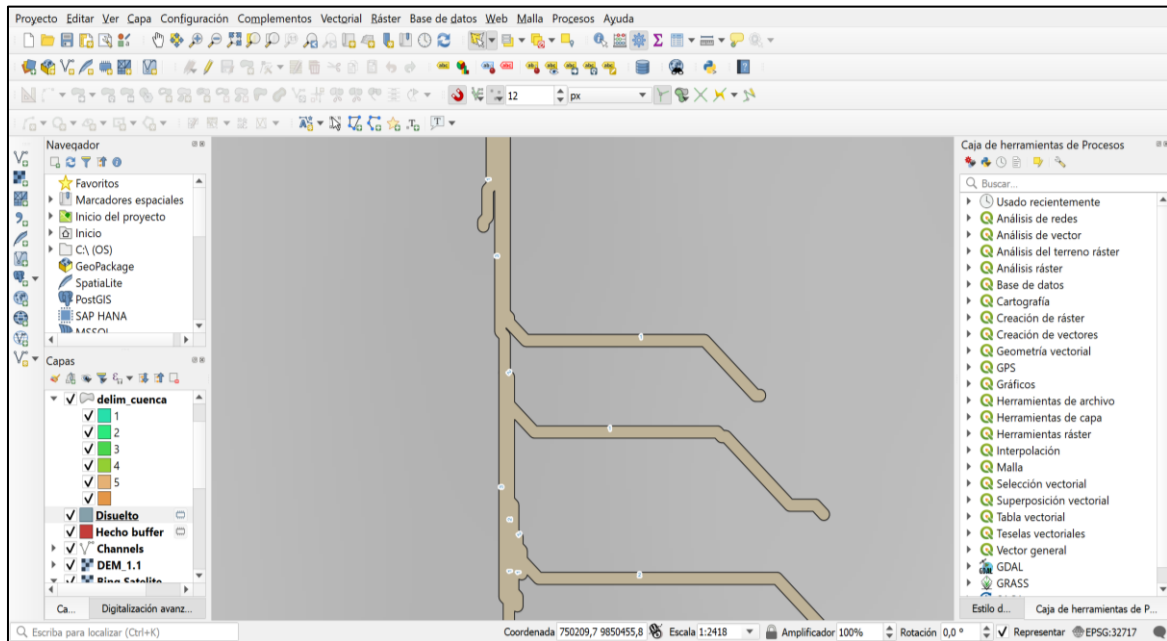 Proyecto Editar Ver Capa Configuración Complementos Vectorial Ráster Base de datos Web Malla Procesos Ayuda
12 px
Navegador
Favoritos
Marcadores espaciales
Inicio del proyecto
Inicio
C:\ (OS)
GeoPackage
SpatiaLite
PostGIS
SAP HANA
MSSQL
Capas
delim_cuenca
1
2
3
4
5
Disuelto
Hecho buffer
Channels
DEM_1.1
Bing Satelite
Ca... Digitalización avanz...
Caja de herramientas de Procesos
Buscar...
Usado recientemente
Análisis de redes
Análisis de vector
Análisis del terreno ráster
Análisis ráster
Base de datos
Cartografía
Creación de ráster
Creación de vectores
Geometría vectorial
GPS
Gráficos
Herramientas de archivo
Herramientas de capa
Herramientas ráster
Interpolación
Malla
Selección vectorial
Superposición vectorial
Tabla vectorial
Teselas vectoriales
Vector general
GDAL
GRASS
Estilo d... Caja de herramientas de P...
Escriba para localizar (Ctrl+K) Coordenada 750209,7 9850455,8 Escala 1:2418 Amplificador 100% Rotación 0,0 ° Representar EPSG:32717